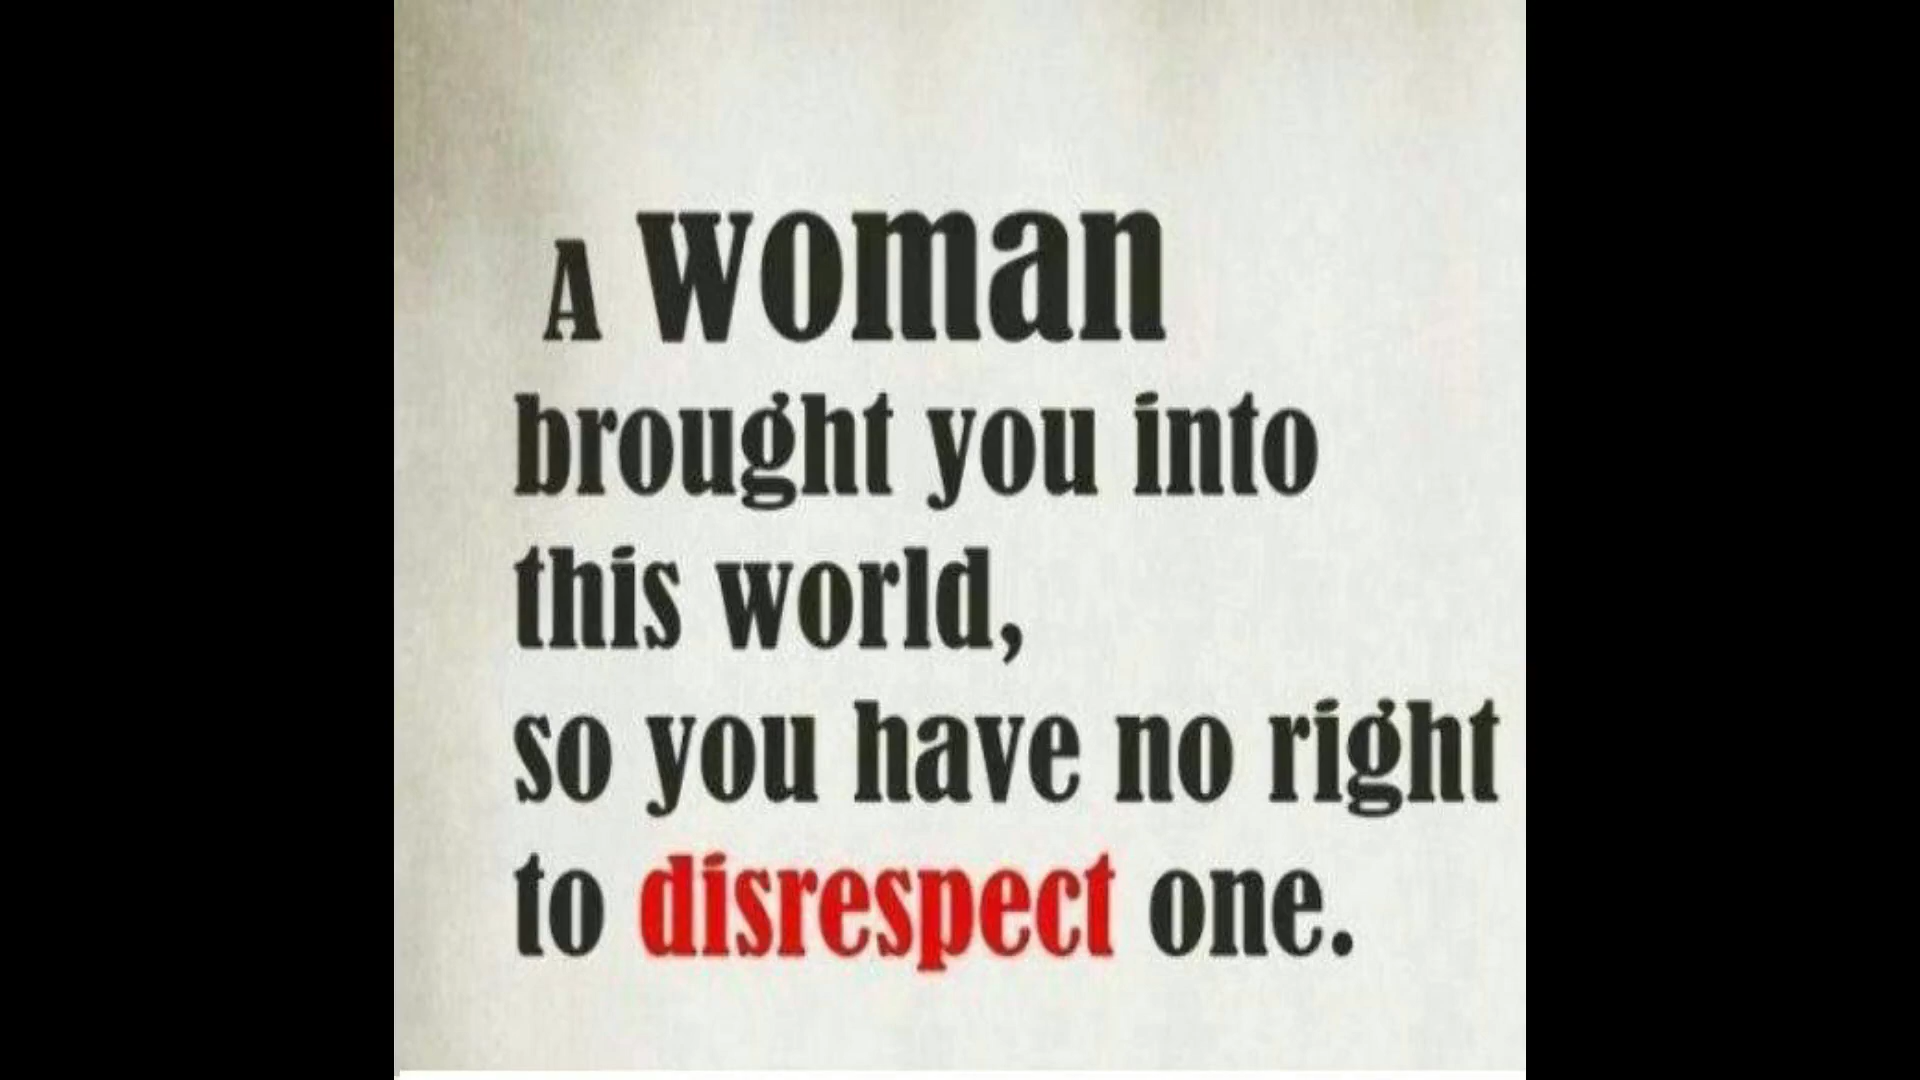 A woman
brought you into
this world,
so you have no right
to disrespect one.